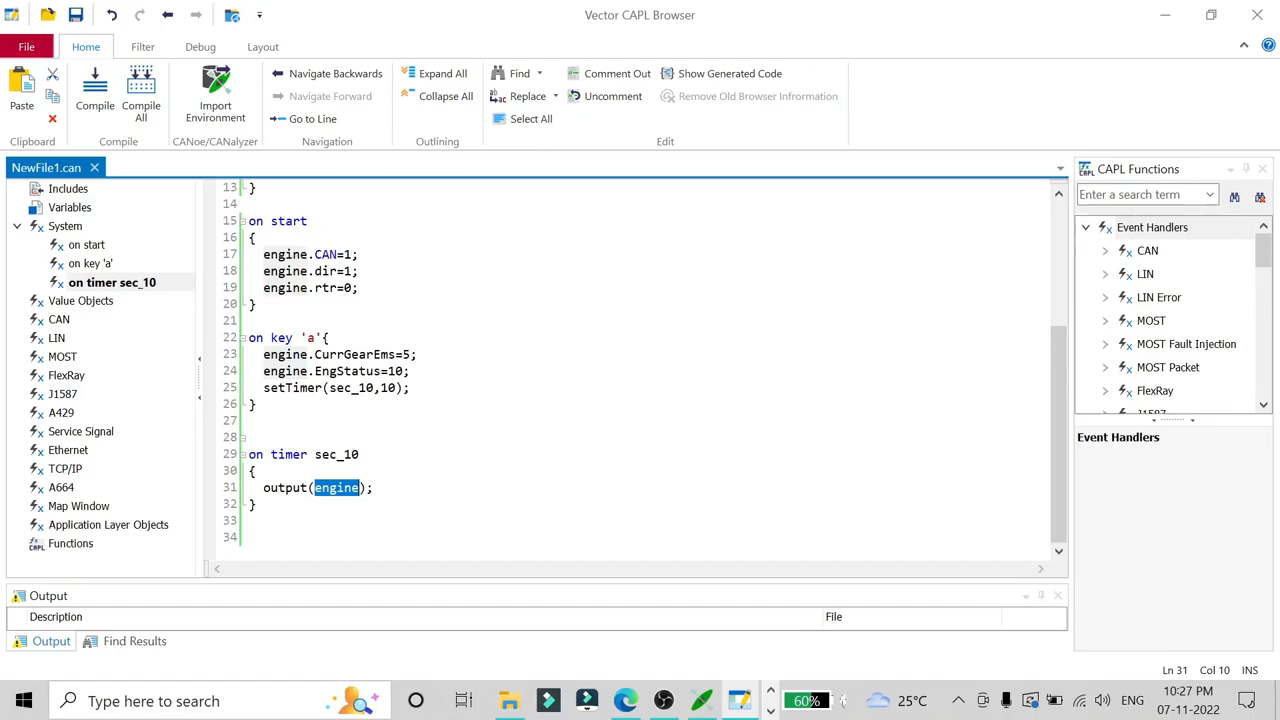 Vector CAPL Browser
File
Home
Filter
Debug
Layout
Paste
Compile
Compile All
Import Environment
Navigate Backwards
Navigate Forward
Go to Line
Expand All
Collapse All
Find
Replace
Select All
Comment Out
Uncomment
Show Generated Code
Remove Old Browser Infrormation
Clipboard
Compile
CANoe/CANalyzer
Navigation
Outlining
Edit
NewFile1.can
Includes
Variables
System
on start
on key 'a'
on timer sec_10
Value Objects
CAN
LIN
MOST
FlexRay
J1587
A429
Service Signal
Ethernet
TCP/IP
A664
Map Window
Application Layer Objects
Functions
13 }
14
15 on start
16 {
17 engine.CAN=1;
18 engine.dir=1;
19 engine.rtr=0;
20 }
21
22 on key 'a'{
23 engine.CurrGearEms=5;
24 engine.EngStatus=10;
25 setTimer(sec_10,10);
26 }
27
28
29 on timer sec_10
30 {
31 output(engine);
32 }
33
34
CAPL Functions
Enter a search term
Event Handlers
CAN
LIN
LIN Error
MOST
MOST Fault Injection
MOST Packet
FlexRay
J1587
Event Handlers
Output
Description
File
Output
Find Results
Ln 31 Col 10 INS
Type here to search
60%
25°C
ENG
10:27 PM
07-11-2022